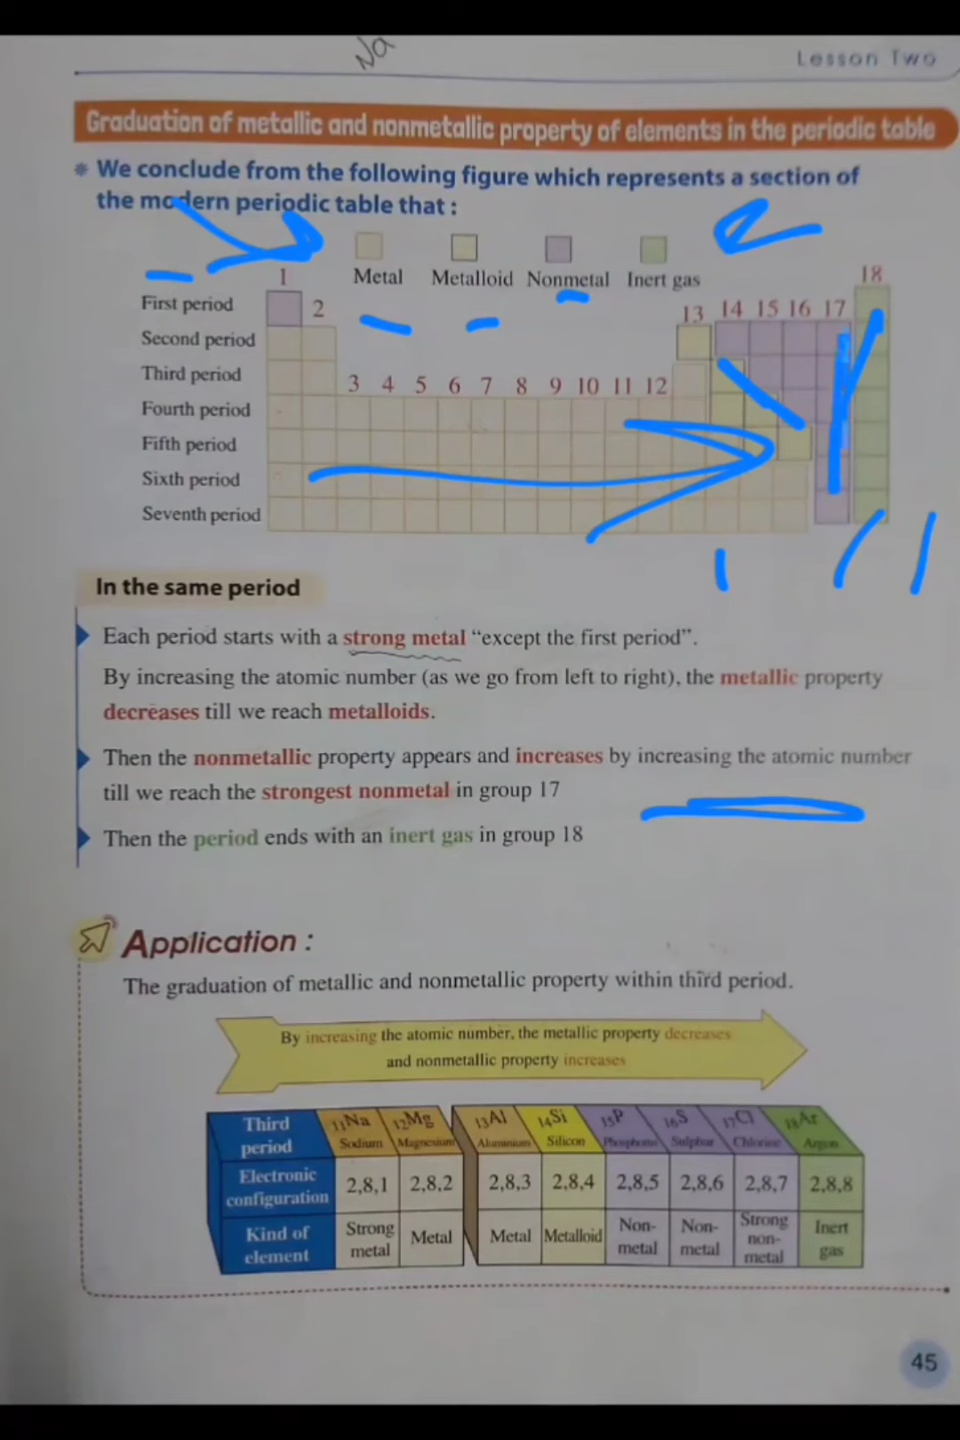 Na
Lesson Two
Graduation of metallic and nonmetallic property of elements in the periodic table
* We conclude from the following figure which represents a section of
the modern periodic table that :
Metal Metalloid Nonmetal Inert gas
1 2 3 4 5 6 7 8 9 10 11 12 13 14 15 16 17 18
First period
Second period
Third period
Fourth period
Fifth period
Sixth period
Seventh period
In the same period
Each period starts with a strong metal “except the first period”.
By increasing the atomic number (as we go from left to right), the metallic property
decreases till we reach metalloids.
Then the nonmetallic property appears and increases by increasing the atomic number
till we reach the strongest nonmetal in group 17
Then the period ends with an inert gas in group 18
Application :
The graduation of metallic and nonmetallic property within third period.
By increasing the atomic number, the metallic property decreases
and nonmetallic property increases
Third period 11Na Sodium 12Mg Magnesium 13Al Aluminium 14Si Silicon 15P Phosphorus 16S Sulphur 17Cl Chlorine 18Ar Argon
Electronic configuration 2,8,1 2,8,2 2,8,3 2,8,4 2,8,5 2,8,6 2,8,7 2,8,8
Kind of element Strong metal Metal Metal Metalloid Non-metal Non-metal Strong non-metal Inert gas
45